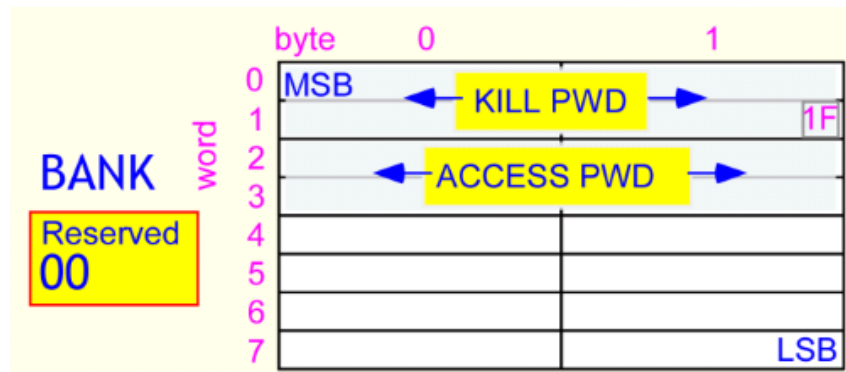 byte 0 1
0 MSB
KILL PWD
1 1F
word
2
ACCESS PWD
3
BANK
Reserved
00
4
5
6
7 LSB